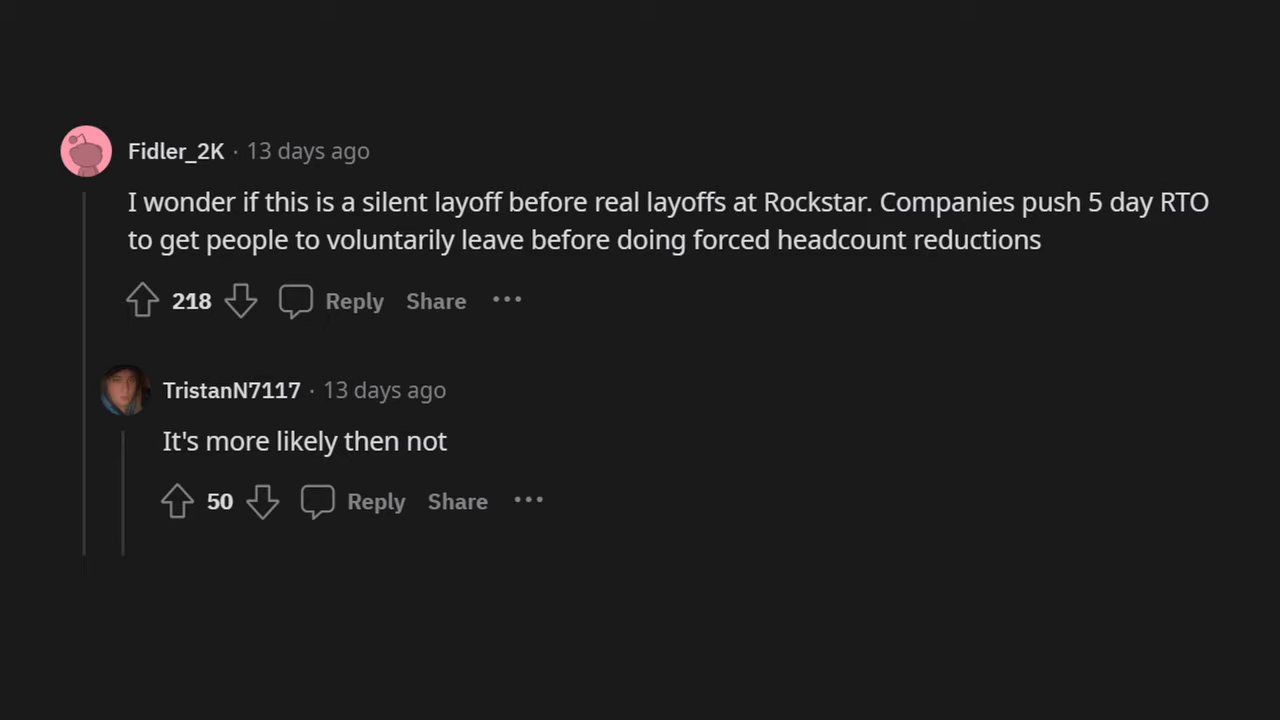 Fidler_2K · 13 days ago
I wonder if this is a silent layoff before real layoffs at Rockstar. Companies push 5 day RTO
to get people to voluntarily leave before doing forced headcount reductions
218 Reply Share ···
TristanN7117 · 13 days ago
It's more likely then not
50 Reply Share ···